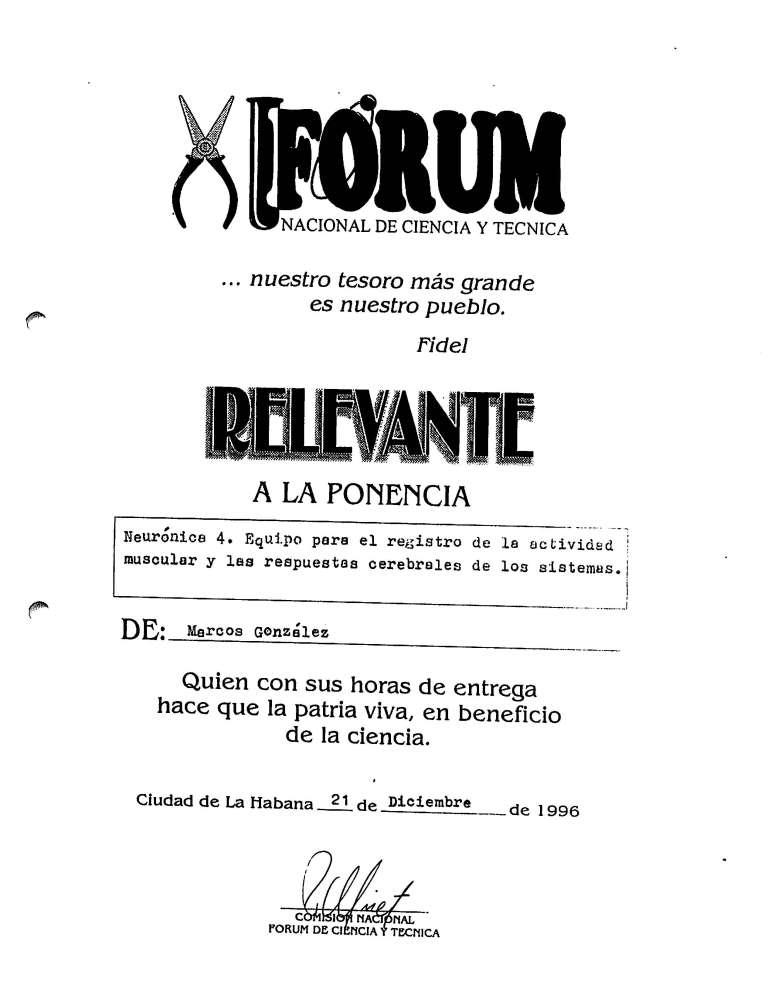 XI FÓRUM
NACIONAL DE CIENCIA Y TECNICA
... nuestro tesoro más grande
es nuestro pueblo.
Fidel
RELEVANTE
A LA PONENCIA
Neurónica 4. Equipo para el registro de la actividad
muscular y las respuestas cerebrales de los sistemas.
DE: Marcos González
Quien con sus horas de entrega
hace que la patria viva, en beneficio
de la ciencia.
Ciudad de La Habana 21 de Diciembre de 1996
COMISION NACIONAL
FORUM DE CIENCIA Y TECNICA